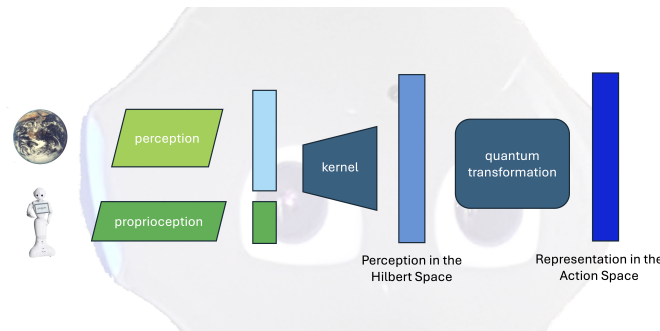 perception
proprioception
kernel
quantum
transformation
Perception in the
Hilbert Space
Representation in the
Action Space